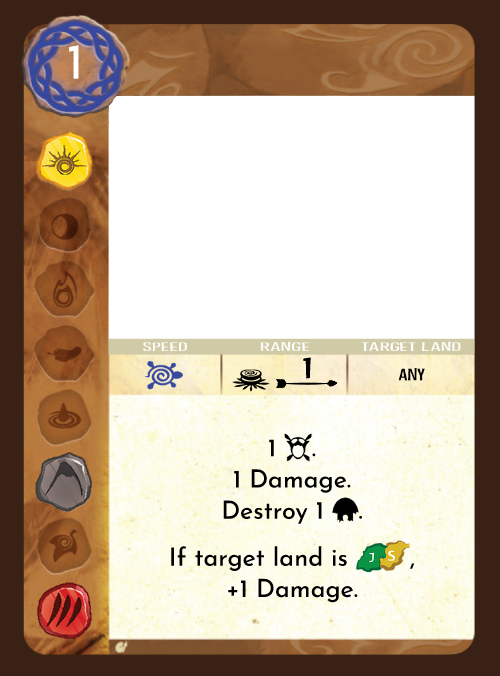 1
SPEED
RANGE
TARGET LAND
1
ANY
1 .
1 Damage.
Destroy 1 .
If target land is J S ,
+1 Damage.